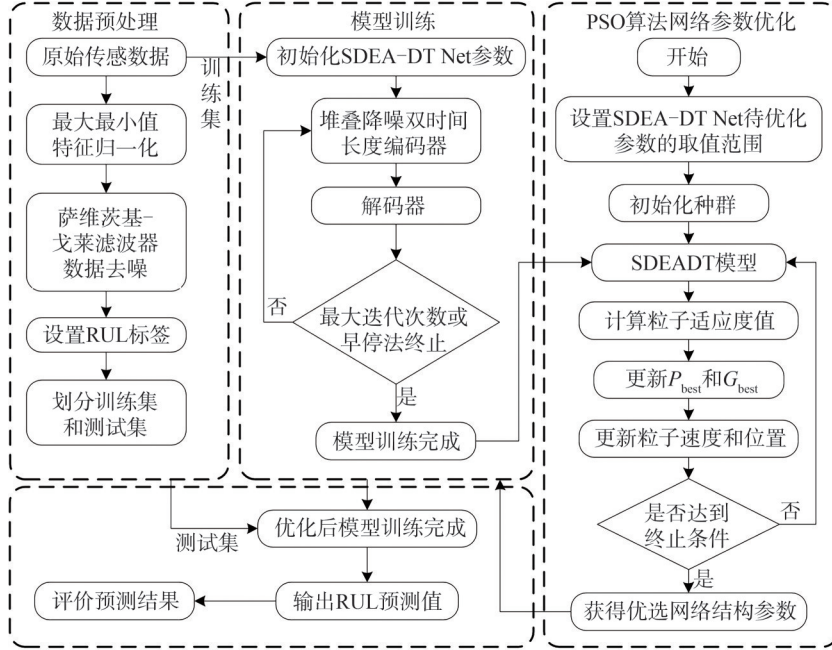 数据预处理
原始传感数据
最大最小值
特征归一化
萨维茨基-
戈莱滤波器
数据去噪
设置RUL标签
划分训练集
和测试集
训
练
集
模型训练
初始化SDEA-DT Net参数
堆叠降噪双时间
长度编码器
解码器
否
最大迭代次数或
早停法终止
是
模型训练完成
PSO算法网络参数优化
开始
设置SDEA-DT Net待优化
参数的取值范围
初始化种群
SDEADT模型
计算粒子适应度值
更新Pbest和Gbest
更新粒子速度和位置
是否达到
终止条件
否
是
获得优选网络结构参数
测试集
优化后模型训练完成
输出RUL预测值
评价预测结果